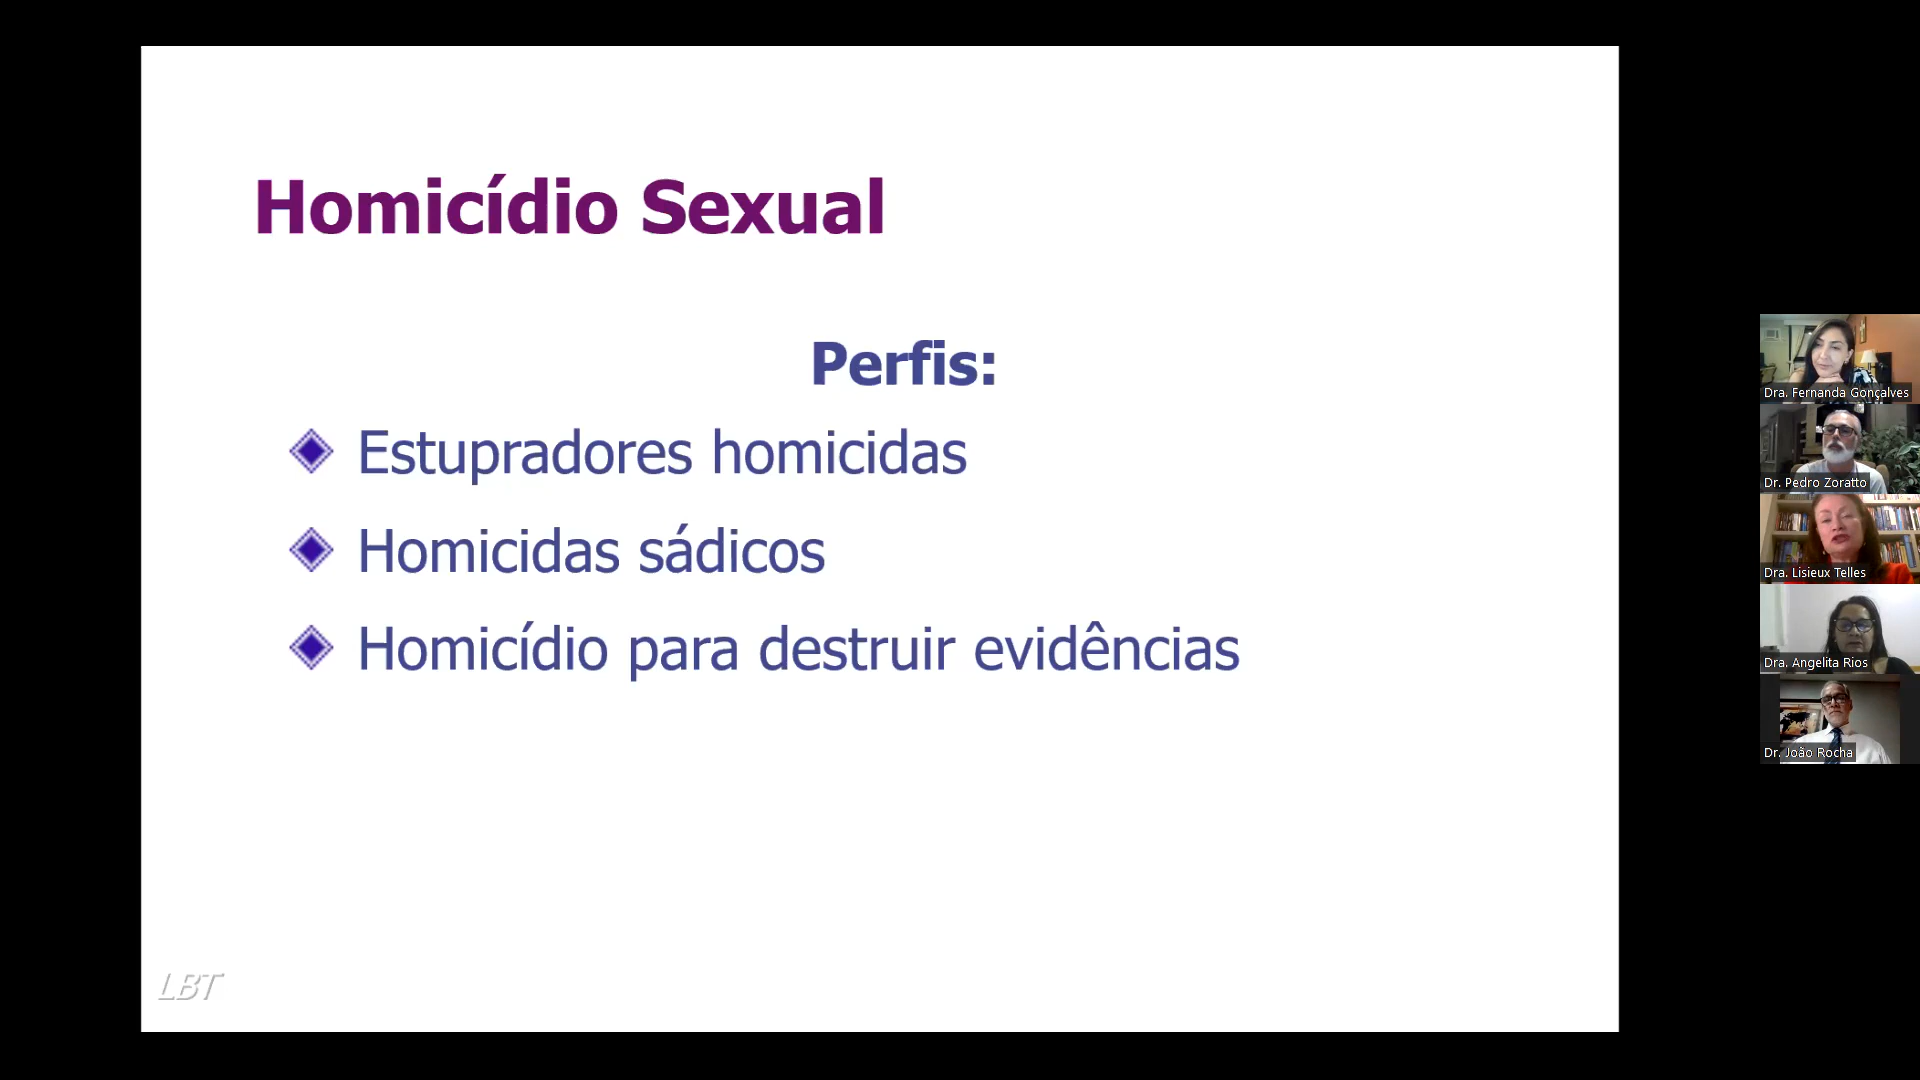 Homicídio Sexual
Perfis:
Estupradores homicidas
Homicidas sádicos
Homicídio para destruir evidências
LBT
Dra. Fernanda Gonçalves
Dr. Pedro Zoratto
Dra. Lisieux Telles
Dra. Angelita Rios
Dr. João Rocha